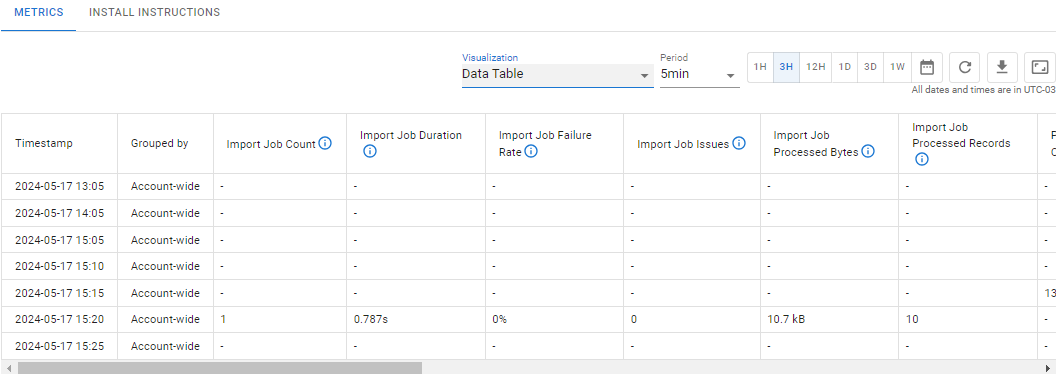 METRICS INSTALL INSTRUCTIONS
Visualization Period
Data Table 5min 1H 3H 12H 1D 3D 1W
All dates and times are in UTC-03
Timestamp Grouped by Import Job Count Import Job Duration Import Job Failure Rate Import Job Issues Import Job Processed Bytes Import Job Processed Records
2024-05-17 13:05 Account-wide - - - - - - -
2024-05-17 14:05 Account-wide - - - - - - -
2024-05-17 15:05 Account-wide - - - - - - -
2024-05-17 15:10 Account-wide - - - - - - -
2024-05-17 15:15 Account-wide - - - - - - 13
2024-05-17 15:20 Account-wide 1 0.787s 0% 0 10.7 kB 10 -
2024-05-17 15:25 Account-wide - - - - - - -